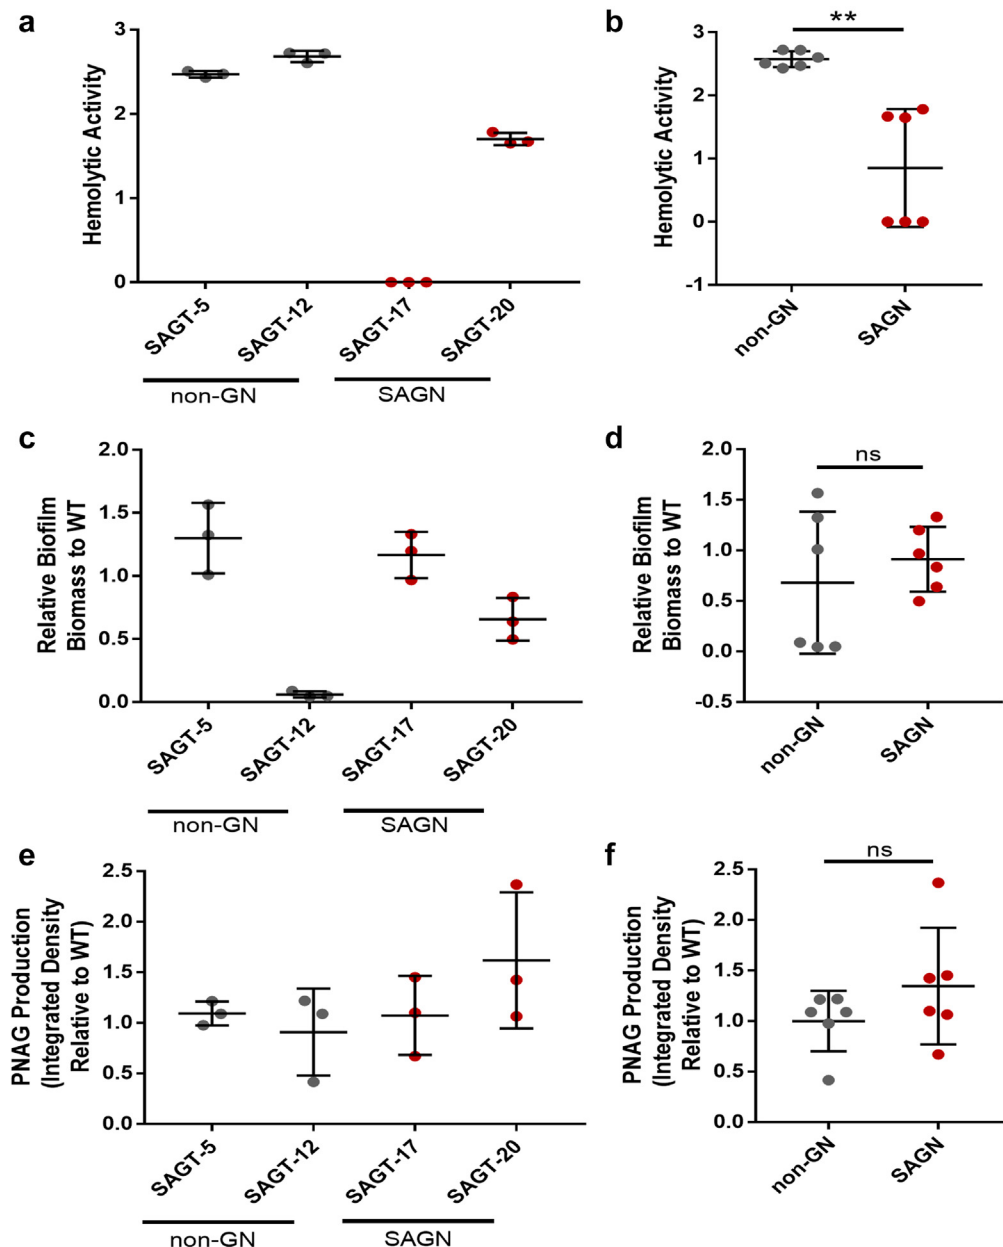 a
Hemolytic Activity
3
2
1
0
SAGT-5
SAGT-12
SAGT-17
SAGT-20
non-GN
SAGN
b
**
Hemolytic Activity
3
2
1
0
-1
non-GN
SAGN
c
Relative Biofilm
Biomass to WT
2.0
1.5
1.0
0.5
0.0
SAGT-5
SAGT-12
SAGT-17
SAGT-20
non-GN
SAGN
d
ns
Relative Biofilm
Biomass to WT
2.0
1.5
1.0
0.5
0.0
-0.5
non-GN
SAGN
e
PNAG Production
(Integrated Density
Relative to WT)
2.5
2.0
1.5
1.0
0.5
0.0
SAGT-5
SAGT-12
SAGT-17
SAGT-20
non-GN
SAGN
f
ns
PNAG Production
(Integrated Density
Relative to WT)
2.5
2.0
1.5
1.0
0.5
0.0
non-GN
SAGN